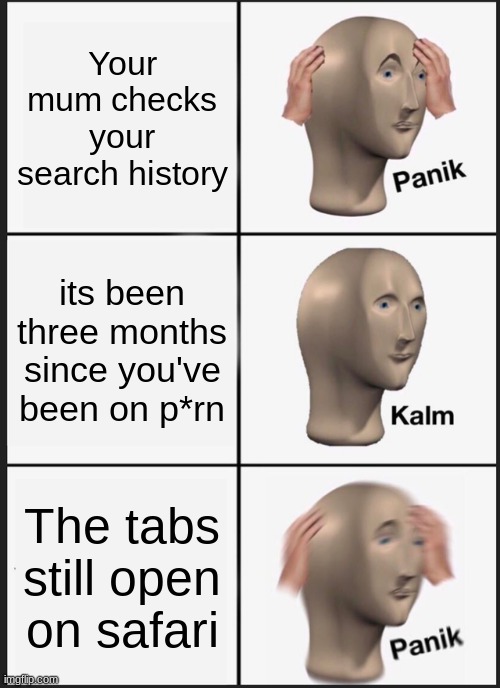 Your
mum checks
your
search history
Panik
its been
three months
since you've
been on p*rn
Kalm
The tabs
still open
on safari
Panik
imgflip.com